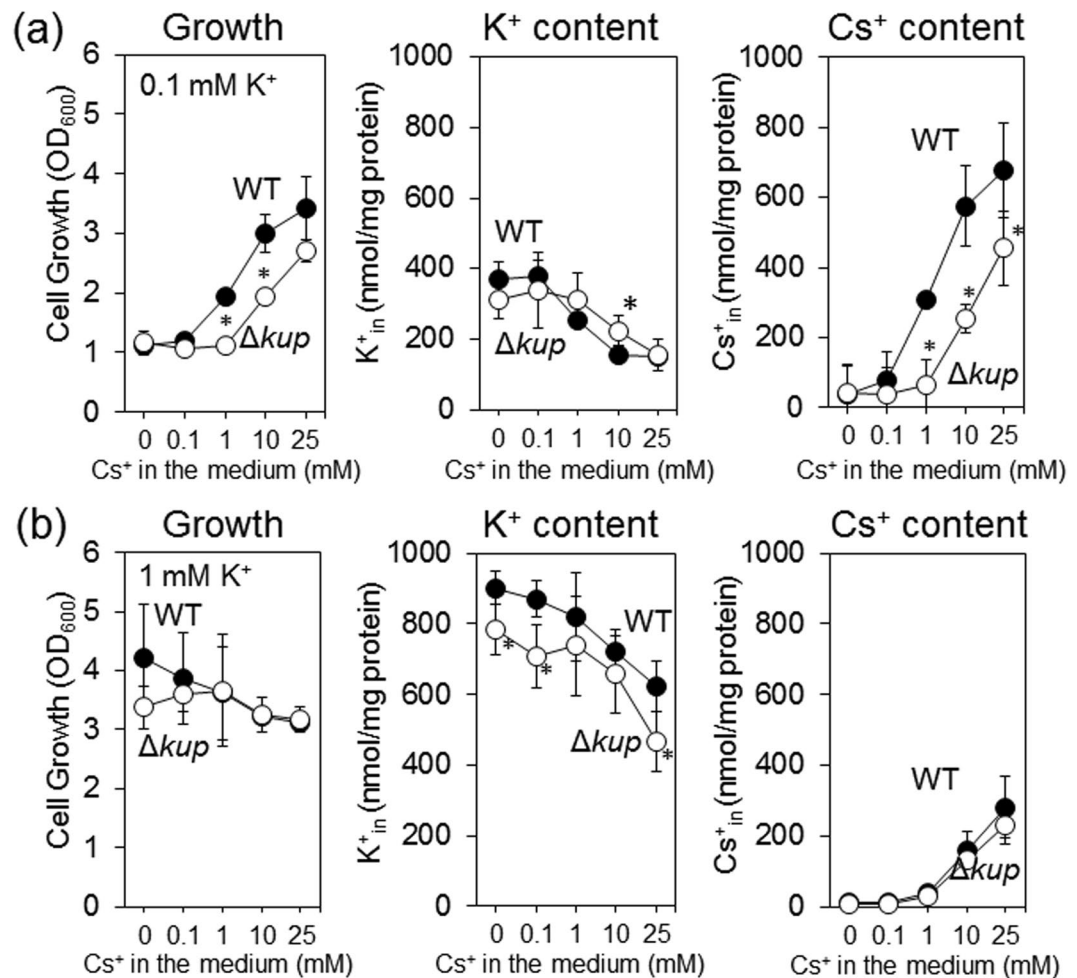 (a)
Growth
K⁺ content
Cs⁺ content
Cell Growth (OD₆₀₀)
6
5
4
3
2
1
0
0.1 mM K⁺
WT
*
*
Δkup
0 0.1 1 10 25
Cs⁺ in the medium (mM)
K⁺in (nmol/mg protein)
1000
800
600
400
200
0
WT
*
Δkup
0 0.1 1 10 25
Cs⁺ in the medium (mM)
Cs⁺in (nmol/mg protein)
1000
800
600
400
200
0
WT
*
*
*
Δkup
0 0.1 1 10 25
Cs⁺ in the medium (mM)
(b)
Growth
K⁺ content
Cs⁺ content
Cell Growth (OD₆₀₀)
6
5
4
3
2
1
0
1 mM K⁺
WT
Δkup
0 0.1 1 10 25
Cs⁺ in the medium (mM)
K⁺in (nmol/mg protein)
1000
800
600
400
200
0
WT
*
*
Δkup
*
0 0.1 1 10 25
Cs⁺ in the medium (mM)
Cs⁺in (nmol/mg protein)
1000
800
600
400
200
0
WT
Δkup
0 0.1 1 10 25
Cs⁺ in the medium (mM)